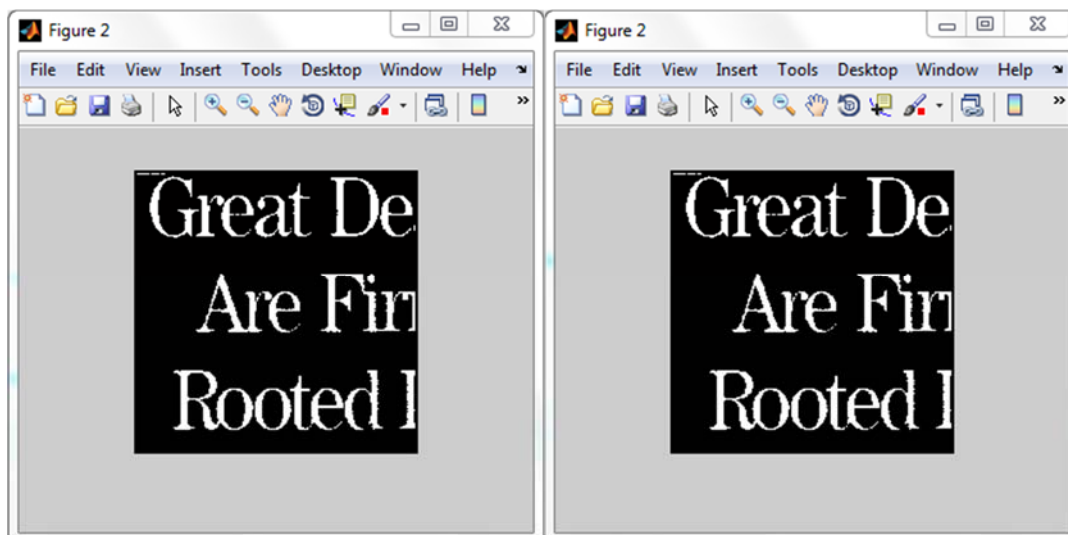 Figure 2
File Edit View Insert Tools Desktop Window Help
Great De
Are Fir
Rooted
Figure 2
File Edit View Insert Tools Desktop Window Help
Great De
Are Fir
Rooted